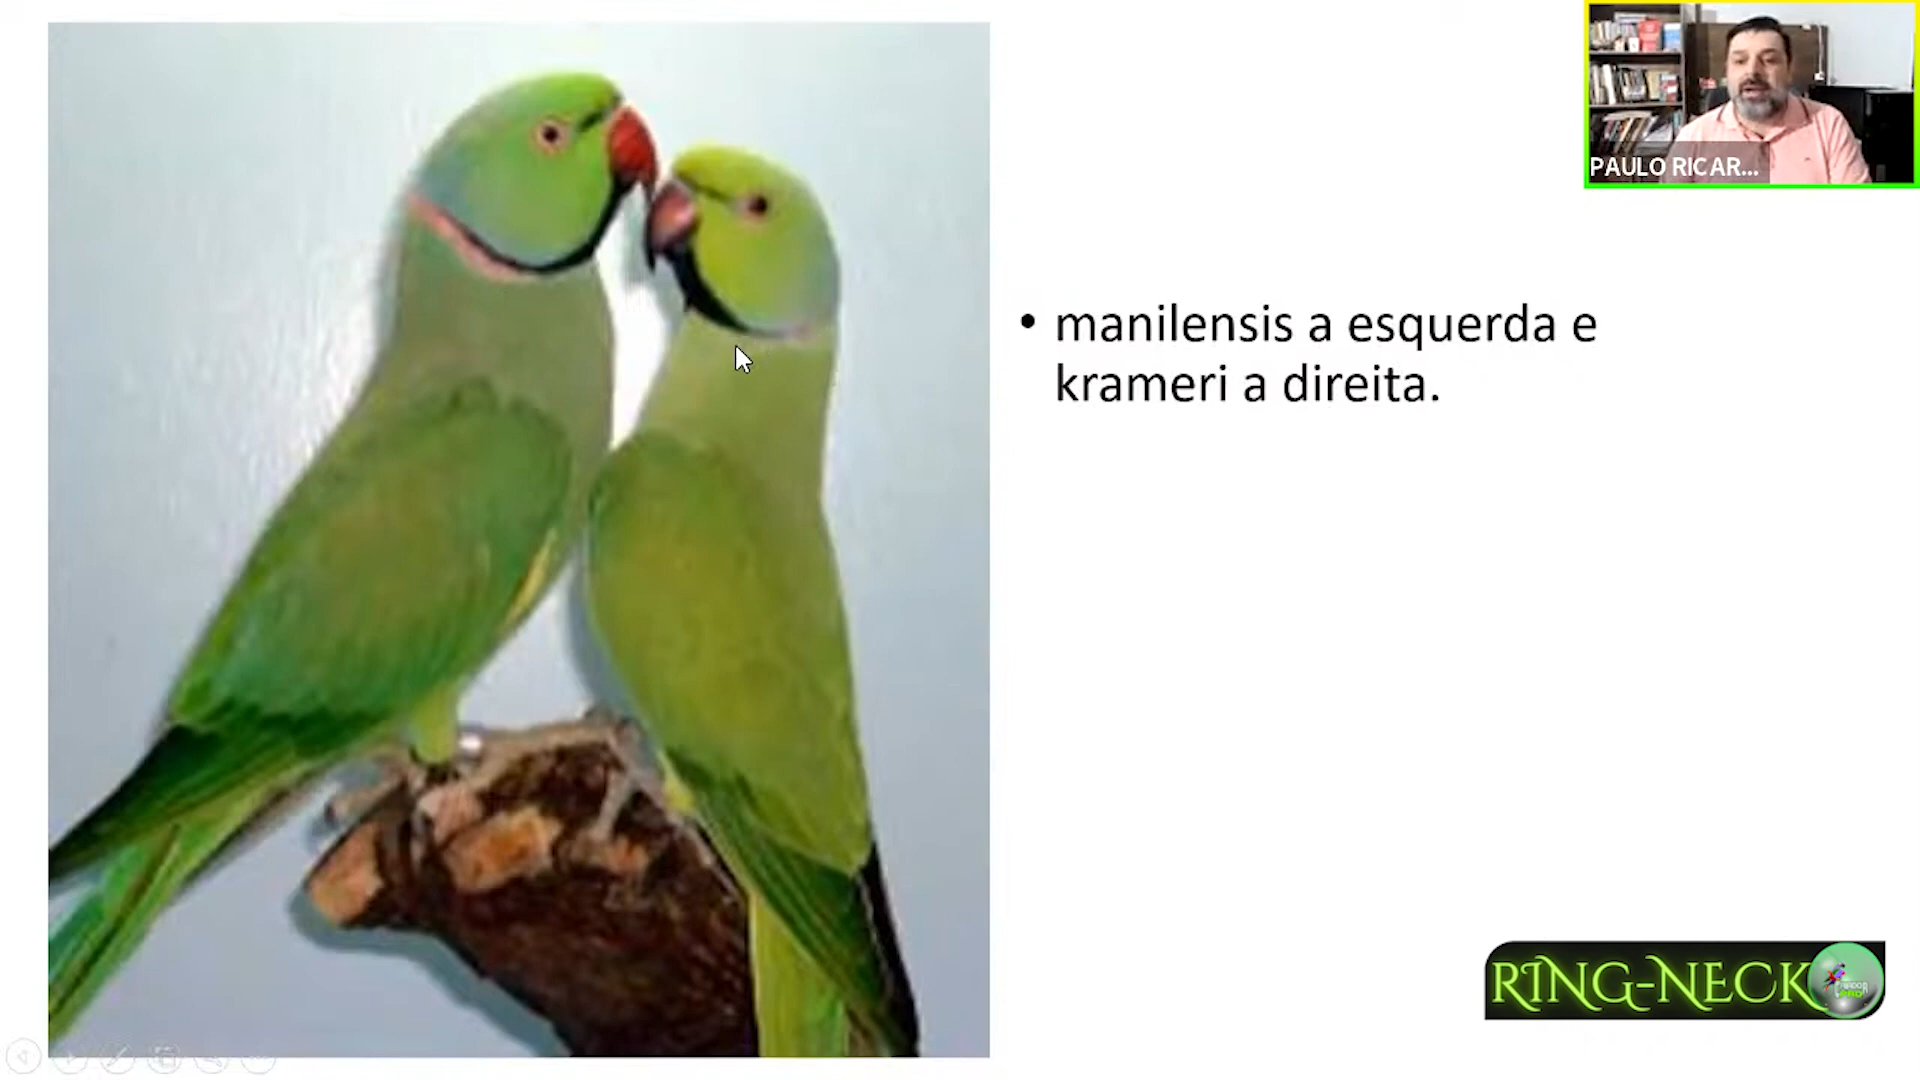 PAULO RICAR...
• manilensis a esquerda e
krameri a direita.
RING-NECK